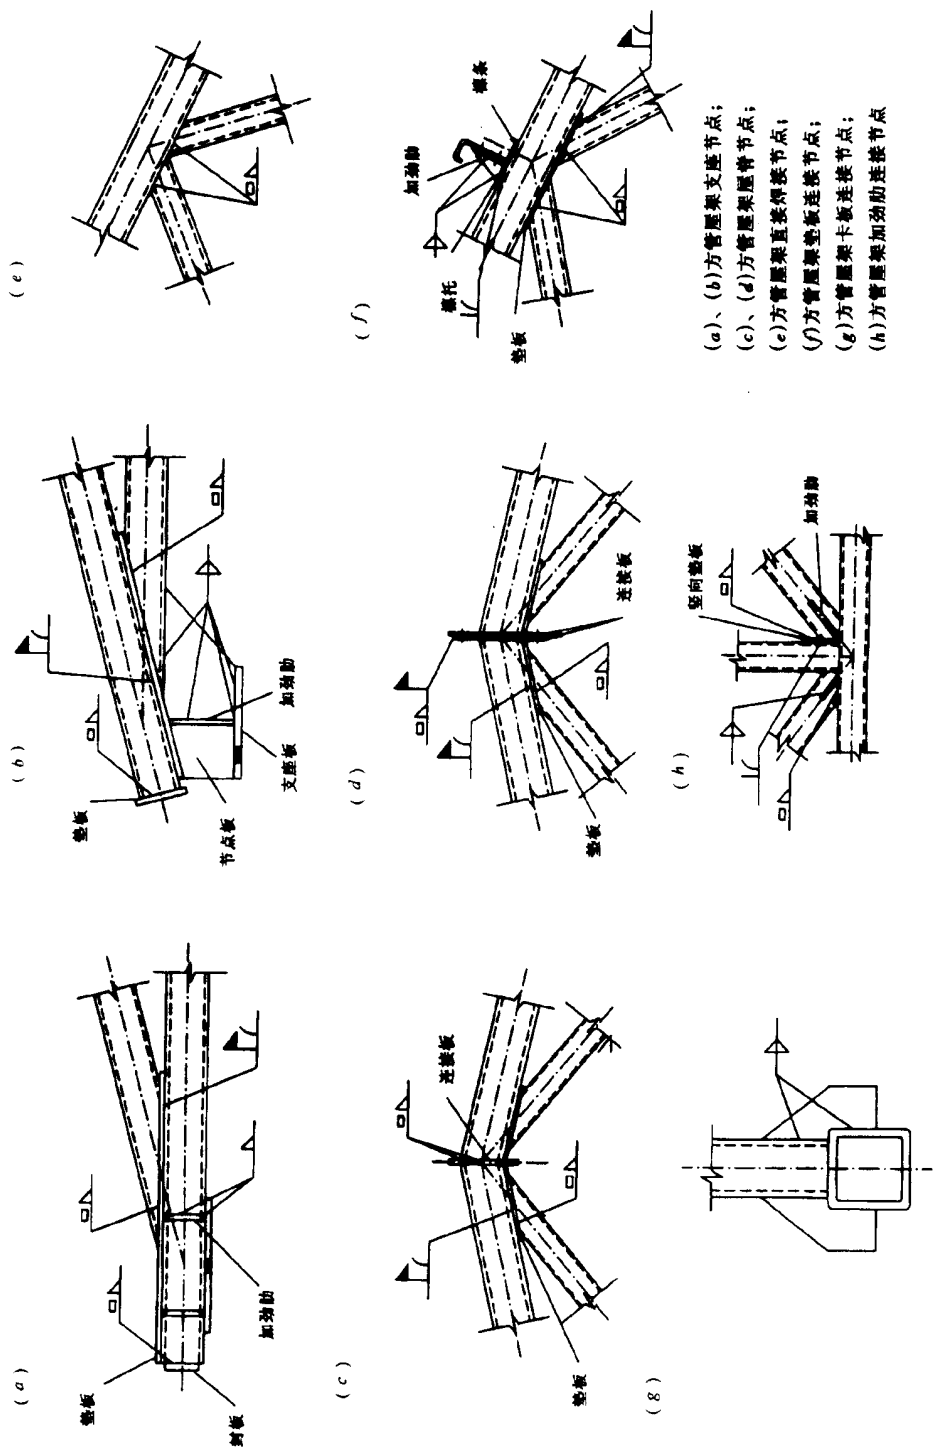 (a)
垫板
封板
加劲肋
(b)
垫板
节点板
支座板
加劲肋
(e)
(c)
连接板
垫板
(d)
连接板
垫板
(f)
加劲肋
檩条
檩托
垫板
(g)
(h)
竖向垫板
加劲肋
(a)、(b)方管屋架支座节点；
(c)、(d)方管屋架屋脊节点；
(e)方管屋架直接焊接节点；
(f)方管屋架垫板连接节点；
(g)方管屋架卡板连接节点；
(h)方管屋架加劲肋连接节点